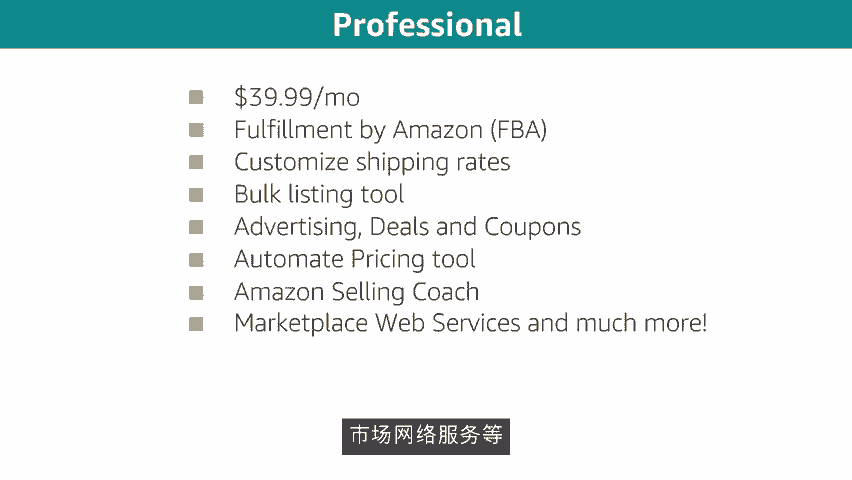 Professional
$39.99/mo
Fulfillment by Amazon (FBA)
Customize shipping rates
Bulk listing tool
Advertising, Deals and Coupons
Automate Pricing tool
Amazon Selling Coach
Marketplace Web Services and much more!
市场网络服务等